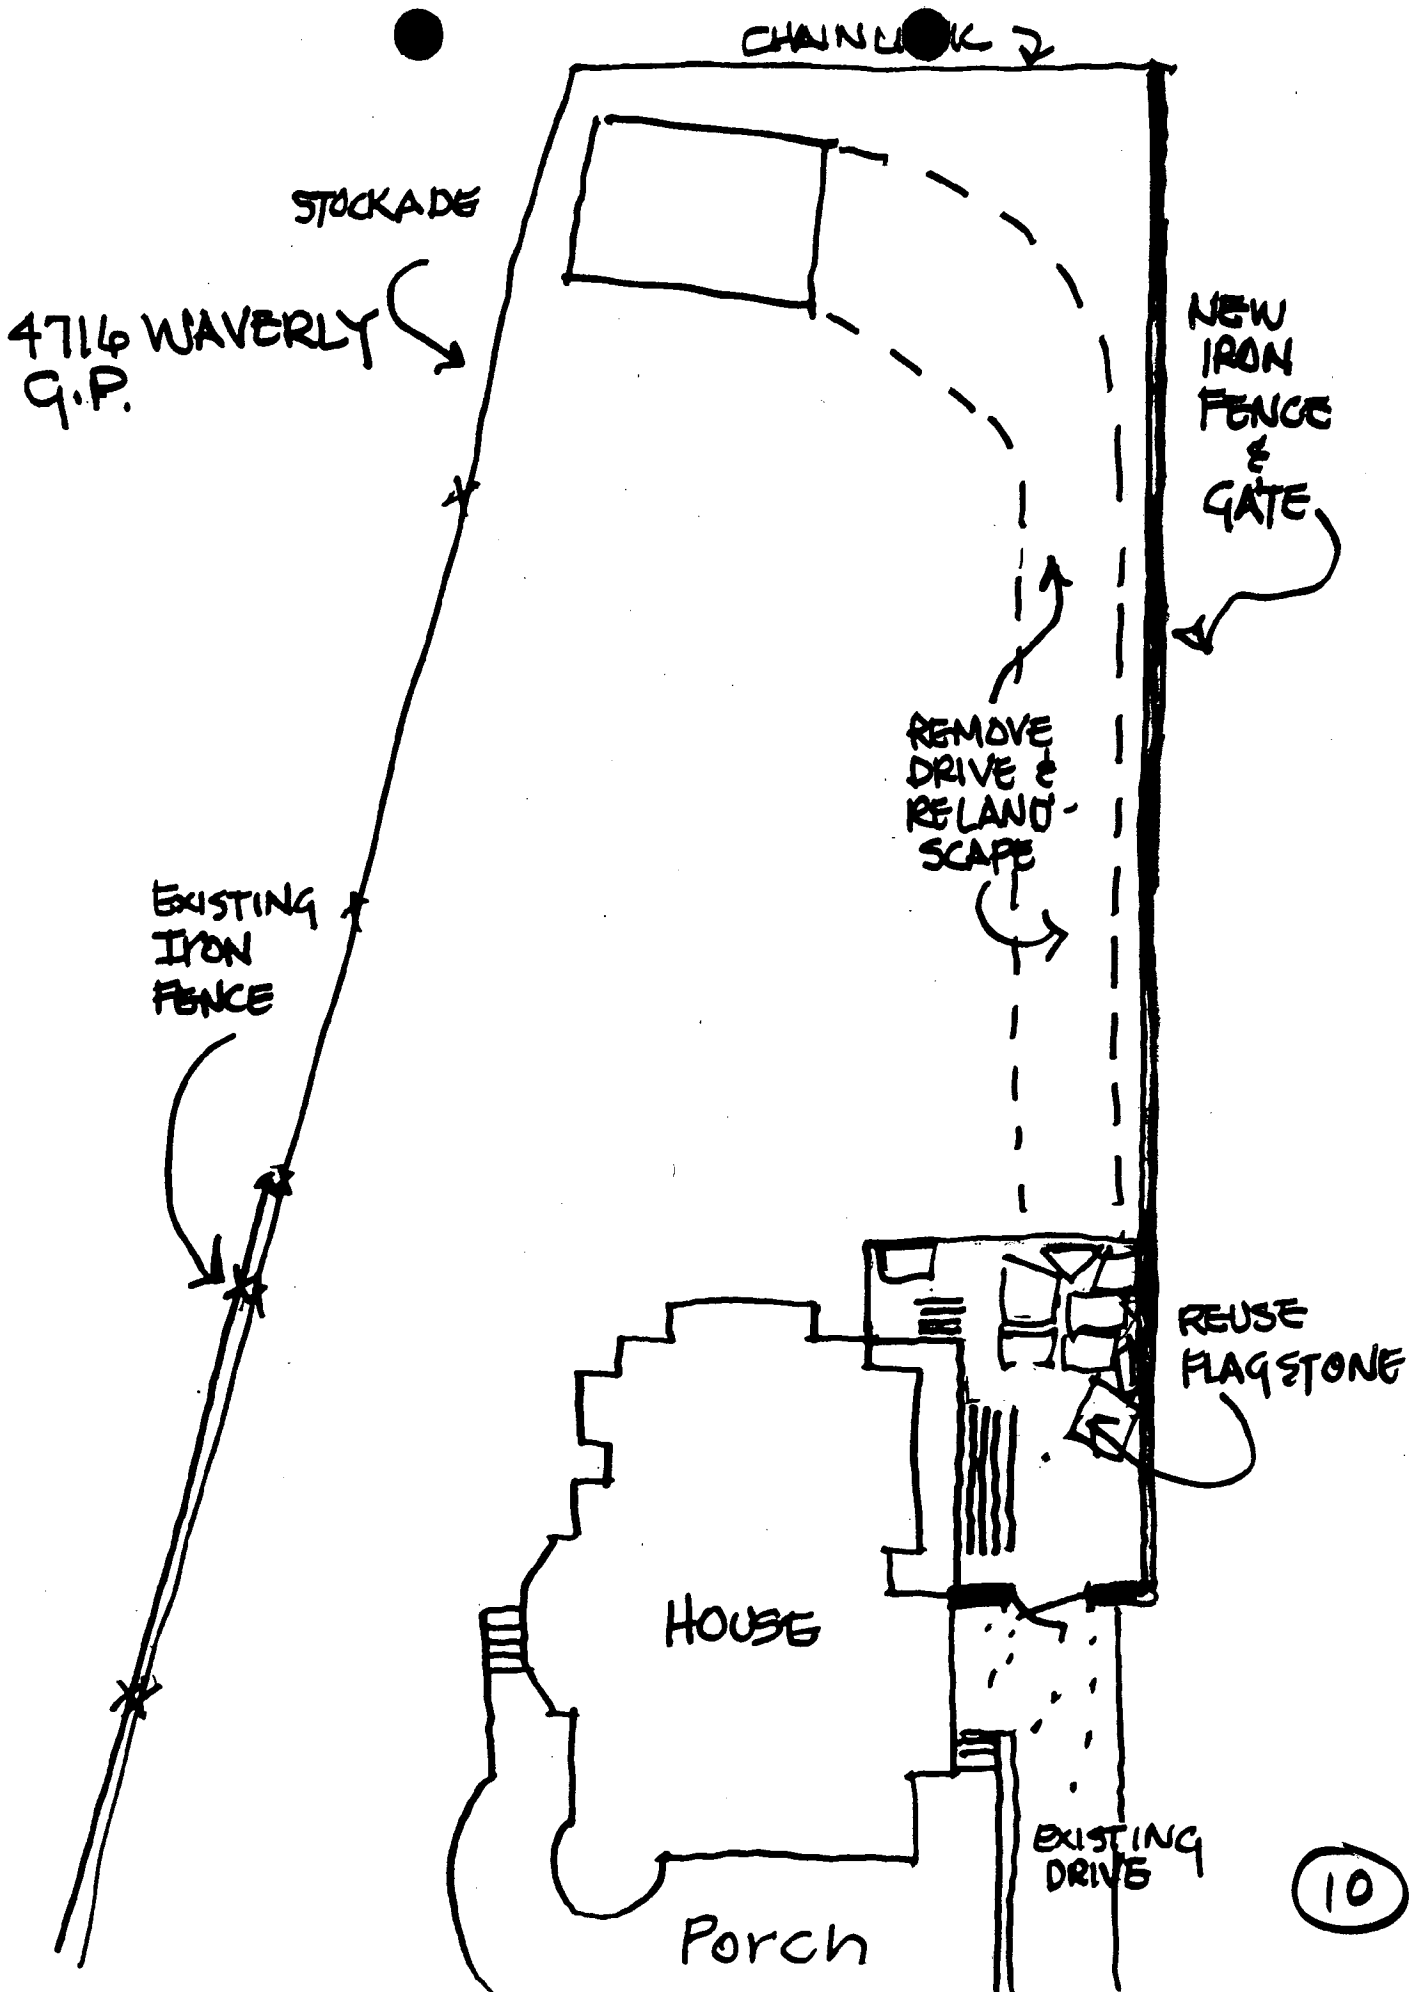 CHAINLINK
STOCKADE
4716 WAVERLY
G.P.
NEW
IRON
FENCE
&
GATE
REMOVE
DRIVE &
RELAND-
SCAPE
EXISTING
IRON
FENCE
REUSE
FLAGSTONE
HOUSE
EXISTING
DRIVE
Porch
10